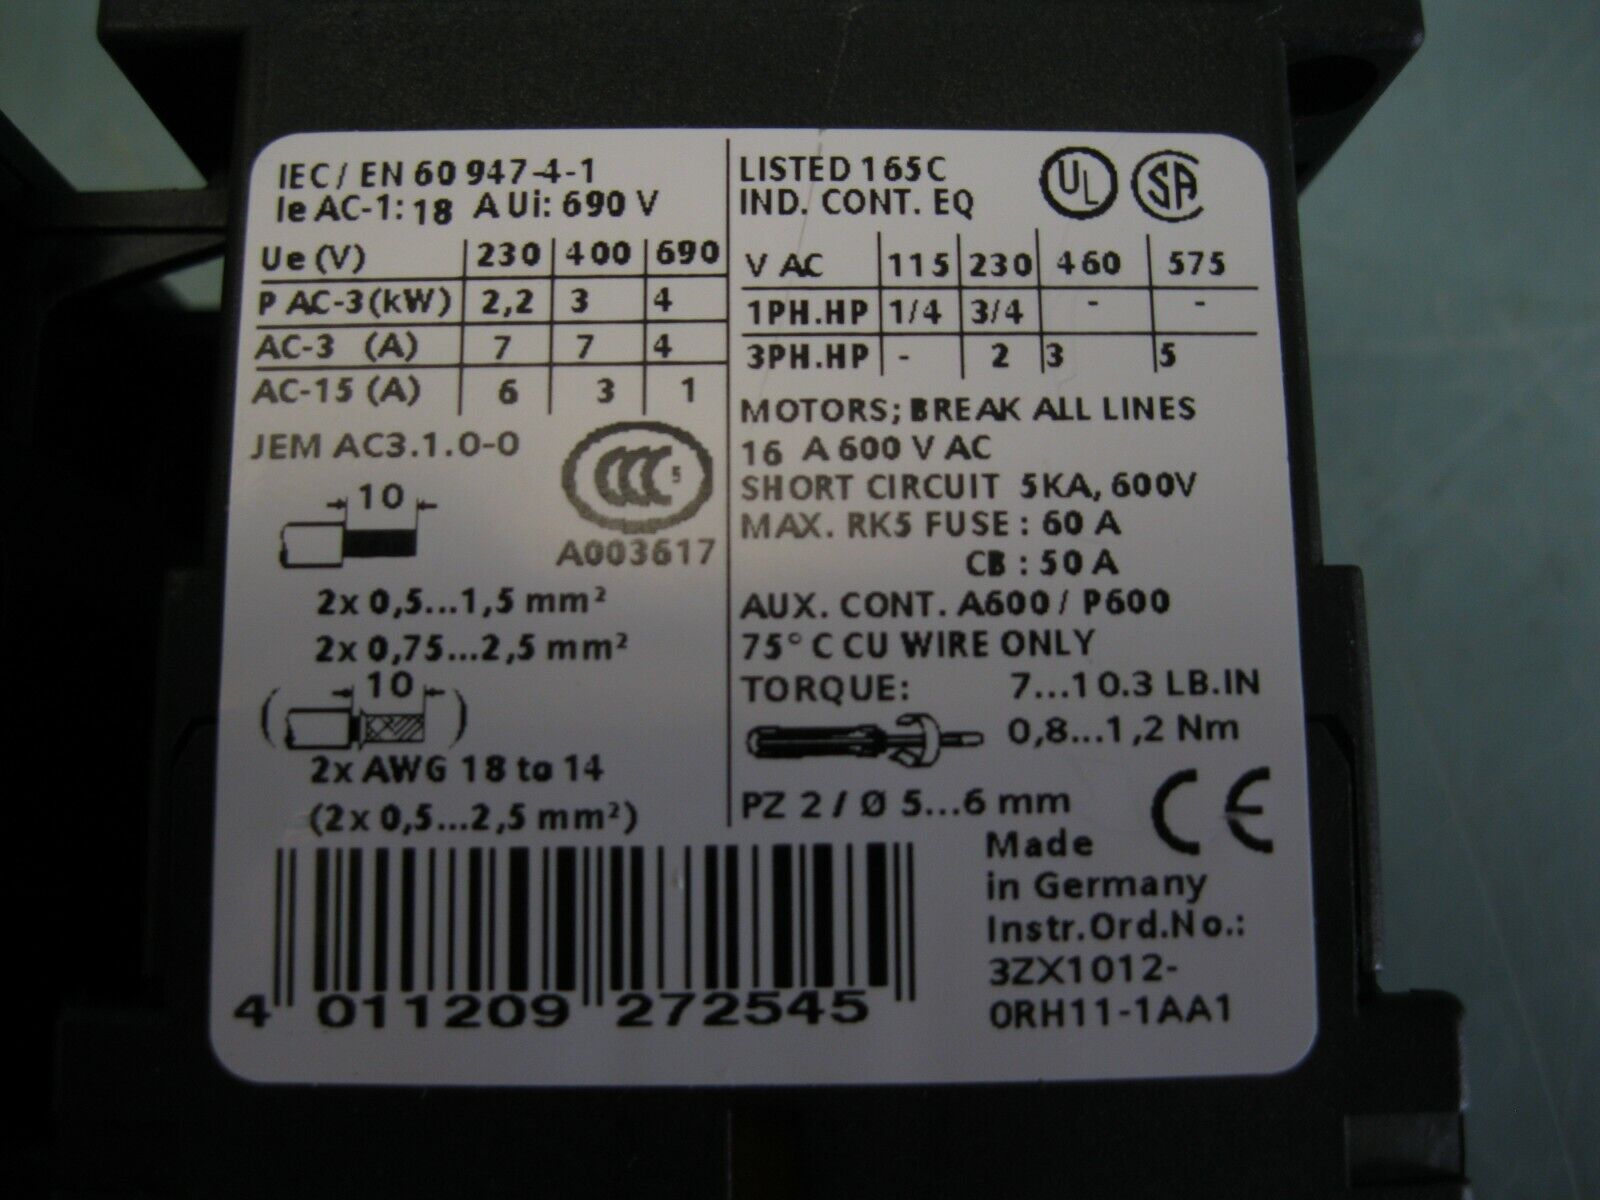 IEC / EN 60 947-4-1
Ie AC-1: 18 A Ui: 690 V
Ue (V) 230 400 690
P AC-3 (kW) 2,2 3 4
AC-3 (A) 7 7 4
AC-15 (A) 6 3 1
JEM AC3.1.0-0
CCC 5
A003617
10
2x 0,5...1,5 mm²
2x 0,75...2,5 mm²
10
2x AWG 18 to 14
(2x 0,5...2,5 mm²)
LISTED 165C
IND. CONT. EQ
UL
SA
V AC 115 230 460 575
1PH.HP 1/4 3/4 - -
3PH.HP - 2 3 5
MOTORS; BREAK ALL LINES
16 A 600 V AC
SHORT CIRCUIT 5KA, 600V
MAX. RK5 FUSE : 60 A
CB : 50 A
AUX. CONT. A600 / P600
75° C CU WIRE ONLY
TORQUE: 7...10.3 LB.IN
0,8...1,2 Nm
PZ 2 / Ø 5...6 mm
CE
Made
in Germany
Instr.Ord.No.:
3ZX1012-
0RH11-1AA1
4 011209 272545